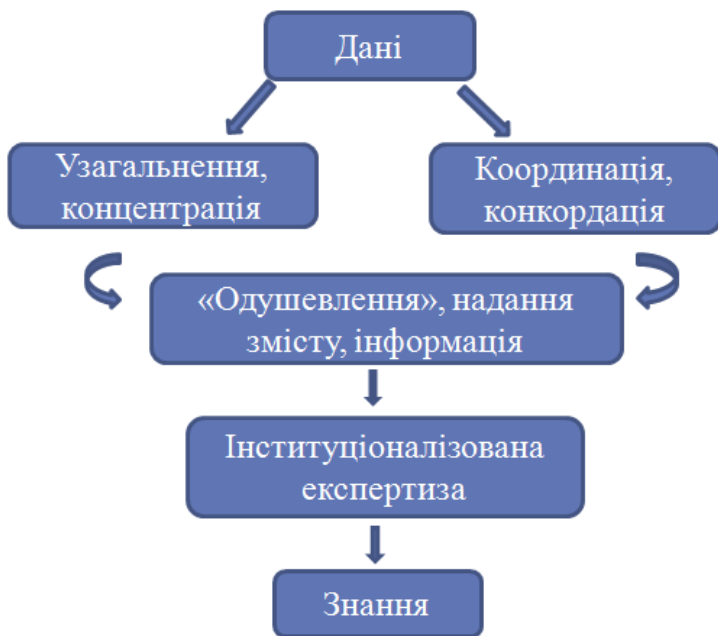 Дані
Узагальнення,
концентрація
Координація,
конкордація
«Одушевлення», надання
змісту, інформація
Інституціоналізована
експертиза
Знання